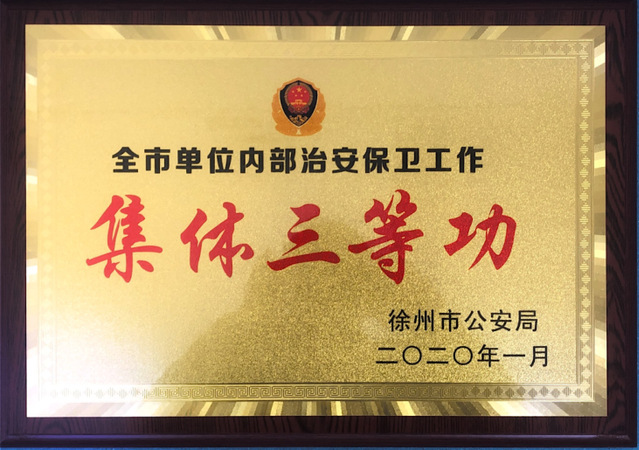 全市单位内部治安保卫工作
集体三等功
徐州市公安局
二〇二〇年一月